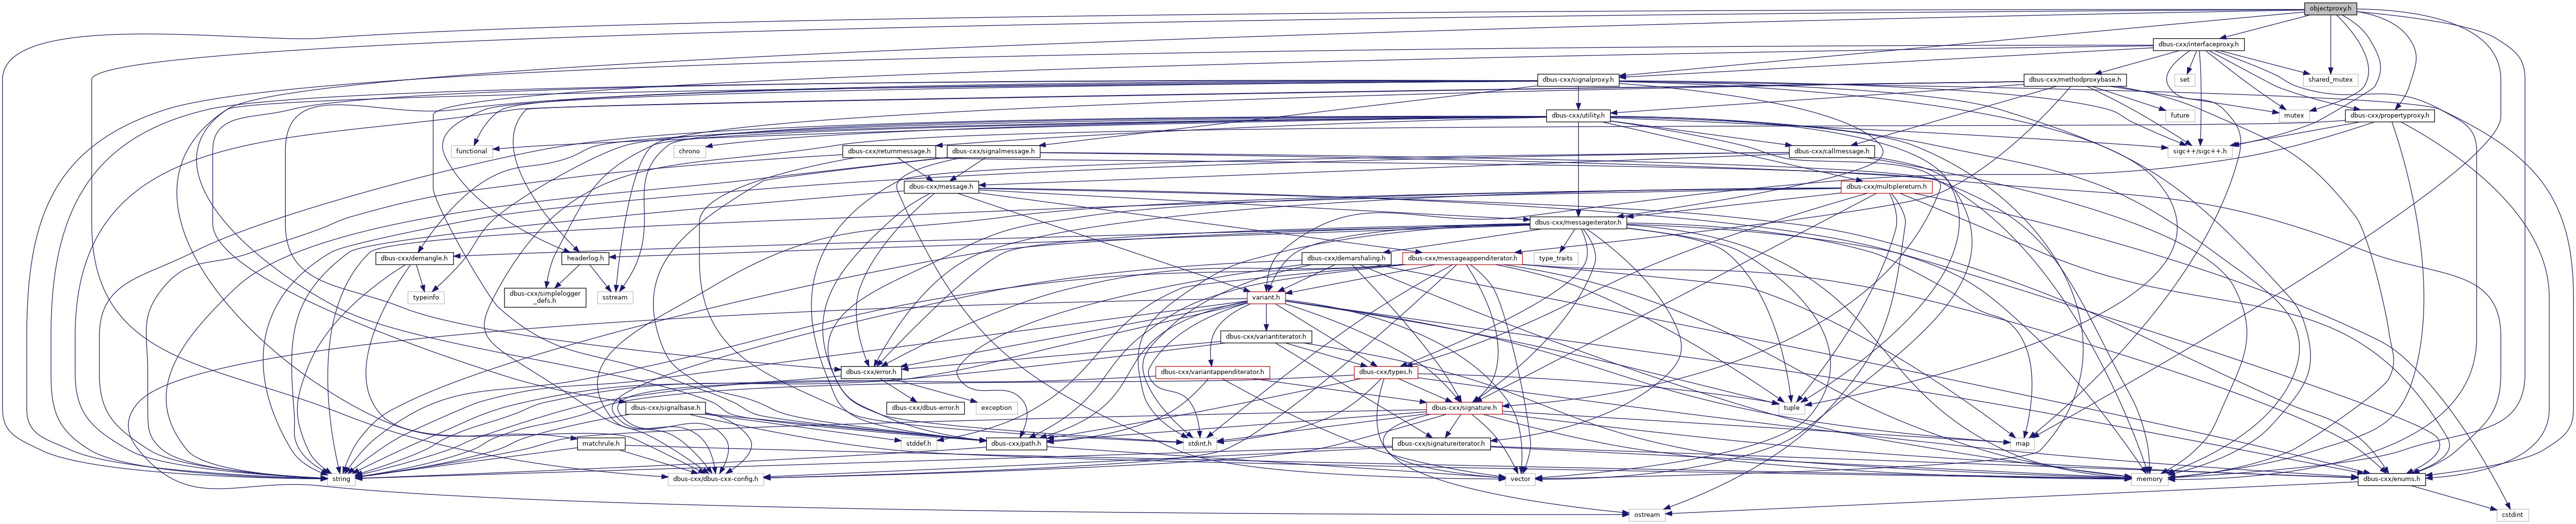 objectproxy.h
dbus-cxx/interfaceproxy.h
dbus-cxx/signalproxy.h
dbus-cxx/methodproxybase.h
set
shared_mutex
dbus-cxx/utility.h
future
mutex
dbus-cxx/propertyproxy.h
functional
chrono
dbus-cxx/returnmessage.h
dbus-cxx/signalmessage.h
dbus-cxx/callmessage.h
sigc++/sigc++.h
dbus-cxx/message.h
dbus-cxx/multiplereturn.h
dbus-cxx/messageiterator.h
dbus-cxx/demangle.h
headerlog.h
dbus-cxx/demarshaling.h
dbus-cxx/messageappenditerator.h
type_traits
typeinfo
dbus-cxx/simplelogger
_defs.h
sstream
variant.h
dbus-cxx/variantiterator.h
dbus-cxx/error.h
dbus-cxx/variantappenditerator.h
dbus-cxx/types.h
dbus-cxx/signalbase.h
dbus-cxx/dbus-error.h
exception
dbus-cxx/signature.h
tuple
matchrule.h
stddef.h
dbus-cxx/path.h
stdint.h
dbus-cxx/signatureiterator.h
map
string
dbus-cxx/dbus-cxx-config.h
vector
memory
dbus-cxx/enums.h
ostream
cstdint